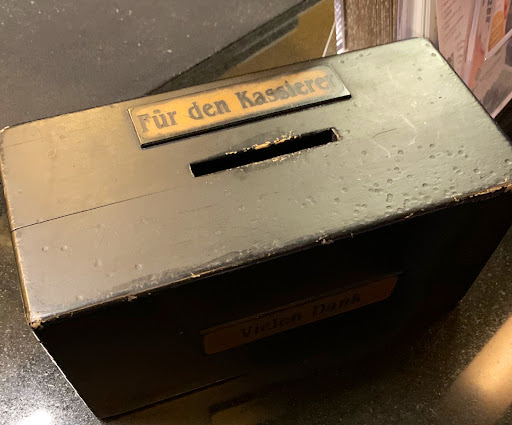 Für den Kassierer
Vielen Dank